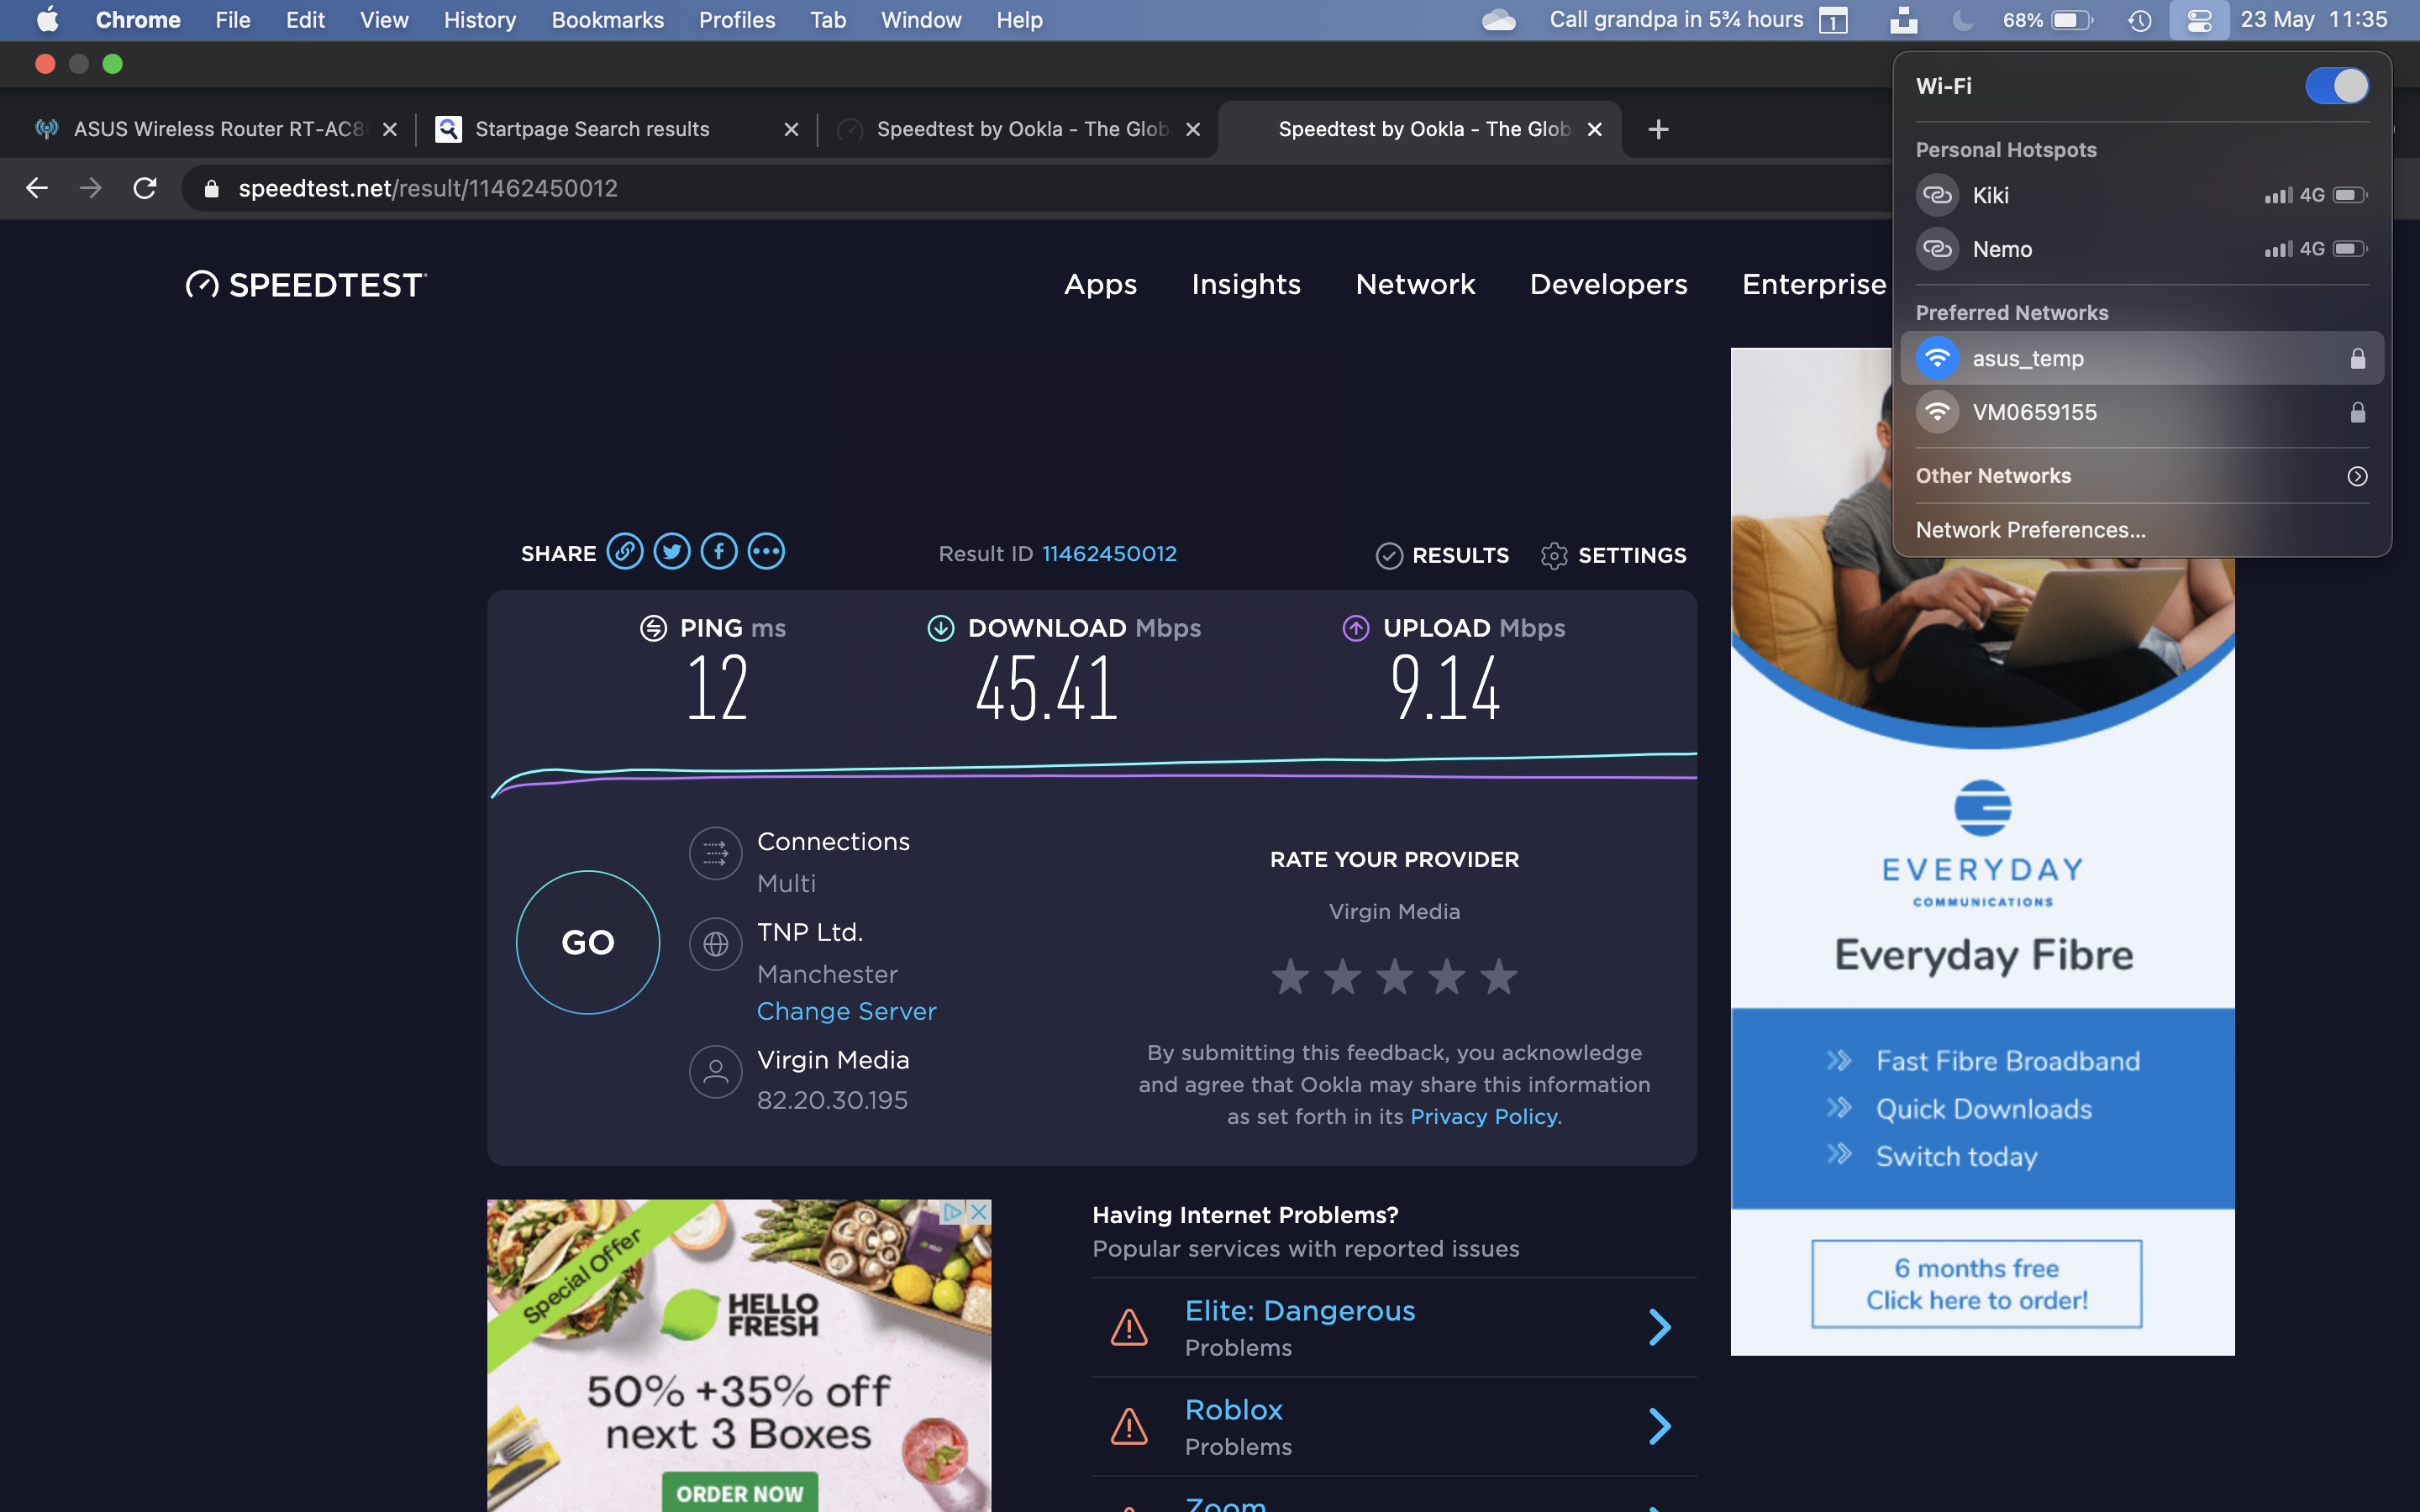 Chrome File Edit View History Bookmarks Profiles Tab Window Help
Call grandpa in 5¾ hours 1 68% 23 May 11:35
ASUS Wireless Router RT-AC8
Startpage Search results
Speedtest by Ookla - The Glob
Speedtest by Ookla - The Glob
speedtest.net/result/11462450012
Wi-Fi
Personal Hotspots
Kiki 4G
Nemo 4G
Preferred Networks
asus_temp
VM0659155
Other Networks
Network Preferences...
SPEEDTEST
Apps Insights Network Developers Enterprise
SHARE
Result ID 11462450012
RESULTS SETTINGS
PING ms DOWNLOAD Mbps UPLOAD Mbps
12 45.41 9.14
GO
Connections
Multi
TNP Ltd.
Manchester
Change Server
Virgin Media
82.20.30.195
RATE YOUR PROVIDER
Virgin Media
By submitting this feedback, you acknowledge
and agree that Ookla may share this information
as set forth in its Privacy Policy.
EVERYDAY
COMMUNICATIONS
Everyday Fibre
Fast Fibre Broadband
Quick Downloads
Switch today
6 months free
Click here to order!
Special Offer
HELLO
FRESH
50% +35% off
next 3 Boxes
ORDER NOW
Having Internet Problems?
Popular services with reported issues
Elite: Dangerous
Problems
Roblox
Problems
Zoom